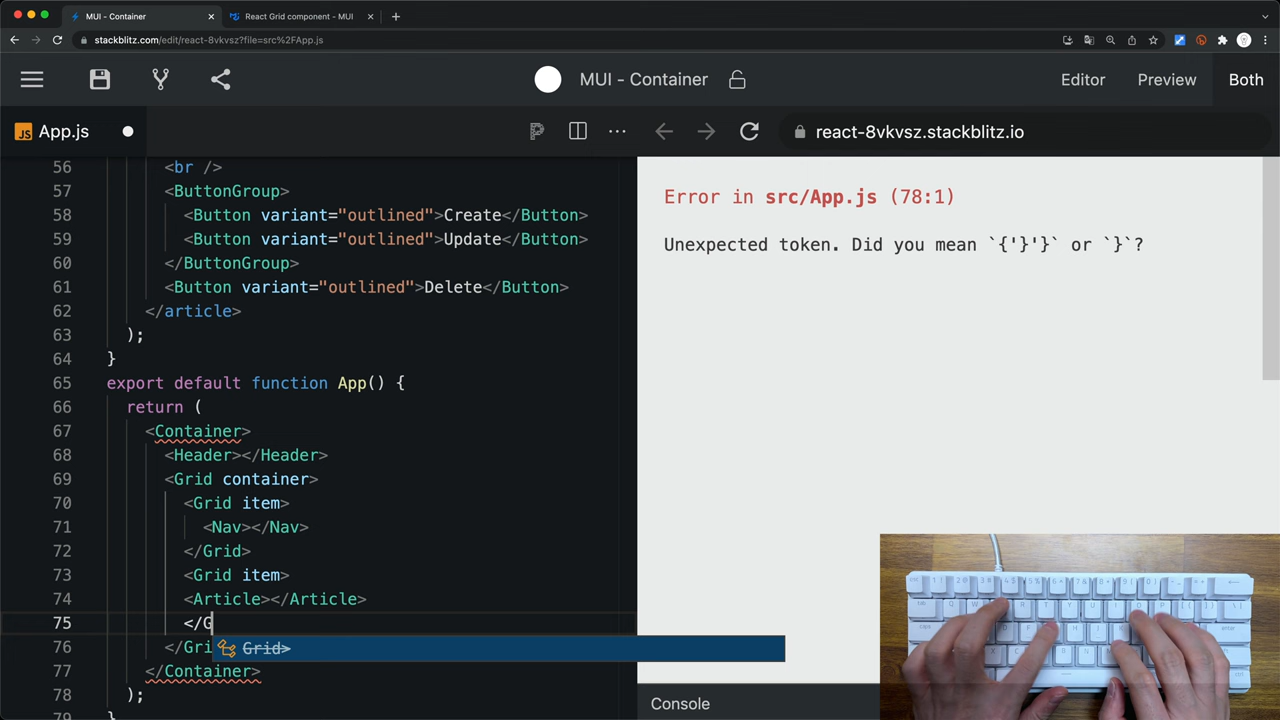 MUI - Container
React Grid component - MUI
stackblitz.com/edit/react-8vkvsz?file=src%2FApp.js
MUI - Container
Editor
Preview
Both
JS App.js
react-8vkvsz.stackblitz.io
56 <br />
57 <ButtonGroup>
58 <Button variant="outlined">Create</Button>
59 <Button variant="outlined">Update</Button>
60 </ButtonGroup>
61 <Button variant="outlined">Delete</Button>
62 </article>
63 );
64 }
65 export default function App() {
66 return (
67 <Container>
68 <Header></Header>
69 <Grid container>
70 <Grid item>
71 <Nav></Nav>
72 </Grid>
73 <Grid item>
74 <Article></Article>
75 </G
76 </Gri
Grid>
77 </Container>
78 );
79 }
Error in src/App.js (78:1)
Unexpected token. Did you mean `{'}'}` or `&rbrace;`?
Console